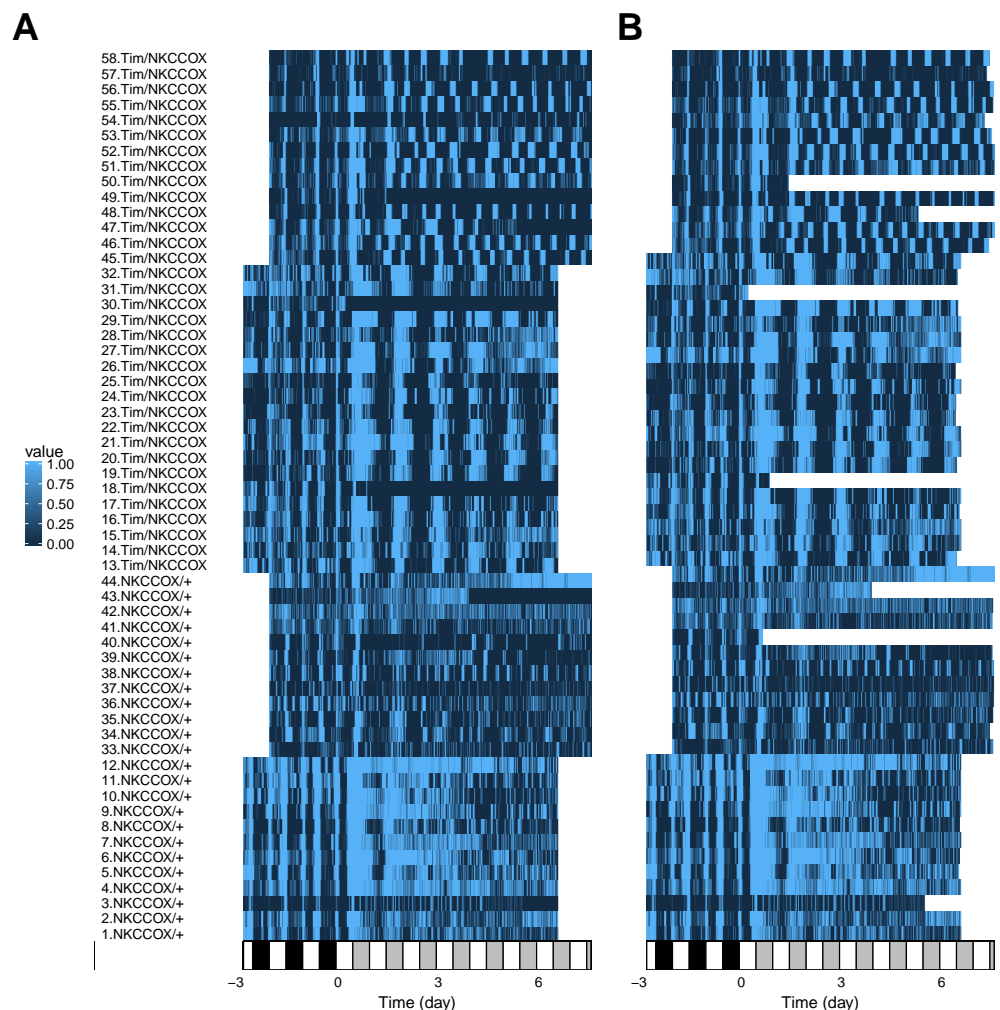 A
B
58.Tim/NKCCOX
57.Tim/NKCCOX
56.Tim/NKCCOX
55.Tim/NKCCOX
54.Tim/NKCCOX
53.Tim/NKCCOX
52.Tim/NKCCOX
51.Tim/NKCCOX
50.Tim/NKCCOX
49.Tim/NKCCOX
48.Tim/NKCCOX
47.Tim/NKCCOX
46.Tim/NKCCOX
45.Tim/NKCCOX
32.Tim/NKCCOX
31.Tim/NKCCOX
30.Tim/NKCCOX
29.Tim/NKCCOX
28.Tim/NKCCOX
27.Tim/NKCCOX
26.Tim/NKCCOX
25.Tim/NKCCOX
24.Tim/NKCCOX
23.Tim/NKCCOX
22.Tim/NKCCOX
21.Tim/NKCCOX
20.Tim/NKCCOX
19.Tim/NKCCOX
18.Tim/NKCCOX
17.Tim/NKCCOX
16.Tim/NKCCOX
15.Tim/NKCCOX
14.Tim/NKCCOX
13.Tim/NKCCOX
44.NKCCOX/+
43.NKCCOX/+
42.NKCCOX/+
41.NKCCOX/+
40.NKCCOX/+
39.NKCCOX/+
38.NKCCOX/+
37.NKCCOX/+
36.NKCCOX/+
35.NKCCOX/+
34.NKCCOX/+
33.NKCCOX/+
12.NKCCOX/+
11.NKCCOX/+
10.NKCCOX/+
9.NKCCOX/+
8.NKCCOX/+
7.NKCCOX/+
6.NKCCOX/+
5.NKCCOX/+
4.NKCCOX/+
3.NKCCOX/+
2.NKCCOX/+
1.NKCCOX/+
value
1.00
0.75
0.50
0.25
0.00
−3 0 3 6
Time (day)
−3 0 3 6
Time (day)